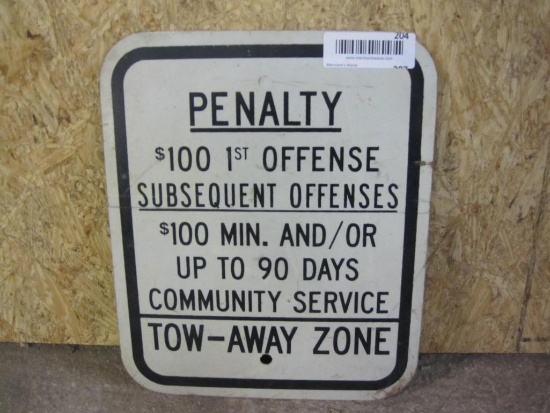 204
PENALTY
$100 1ST OFFENSE
SUBSEQUENT OFFENSES
$100 MIN. AND/OR
UP TO 90 DAYS
COMMUNITY SERVICE
TOW-AWAY ZONE